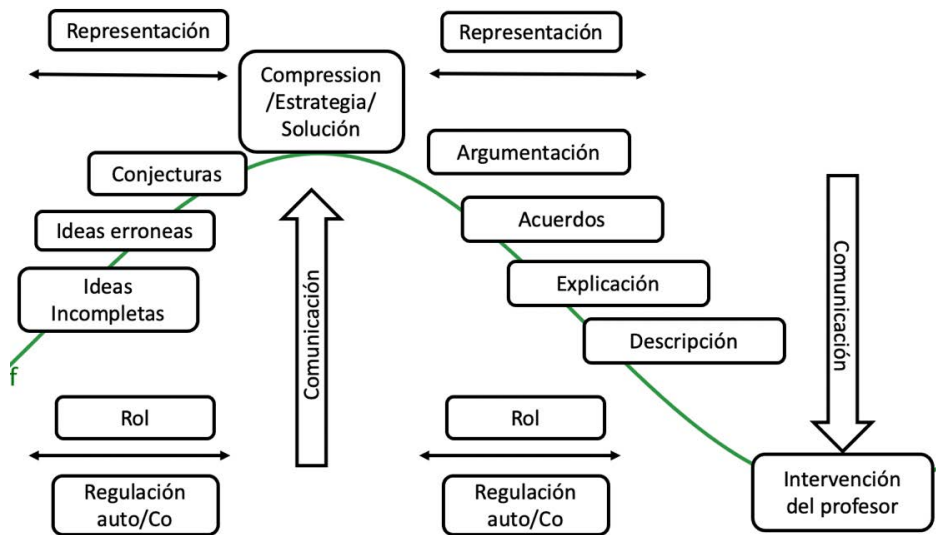 Representación
Representación
Compression
/Estrategia/
Solución
Argumentación
Conjecturas
Acuerdos
Ideas erroneas
Ideas
Incompletas
Explicación
Descripción
Comunicación
Comunicación
f
Rol
Rol
Regulación
auto/Co
Regulación
auto/Co
Intervención
del profesor